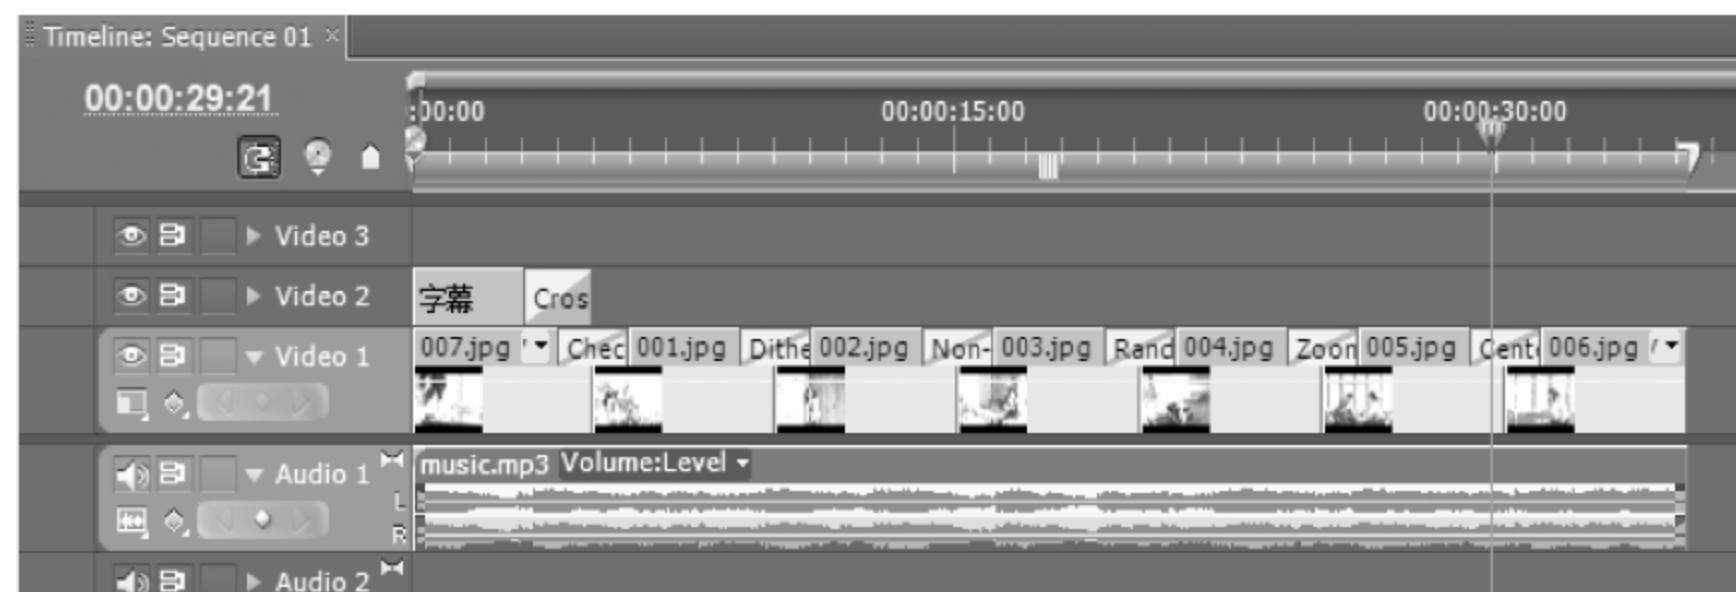 Timeline: Sequence 01
00:00:29:21
:00:00 00:00:15:00 00:00:30:00
Video 3
Video 2 字幕 Cros
Video 1 007.jpg Chec 001.jpg Dithe 002.jpg Non- 003.jpg Rand 004.jpg Zoon 005.jpg Cent 006.jpg
Audio 1 music.mp3 Volume:Level
L
R
Audio 2